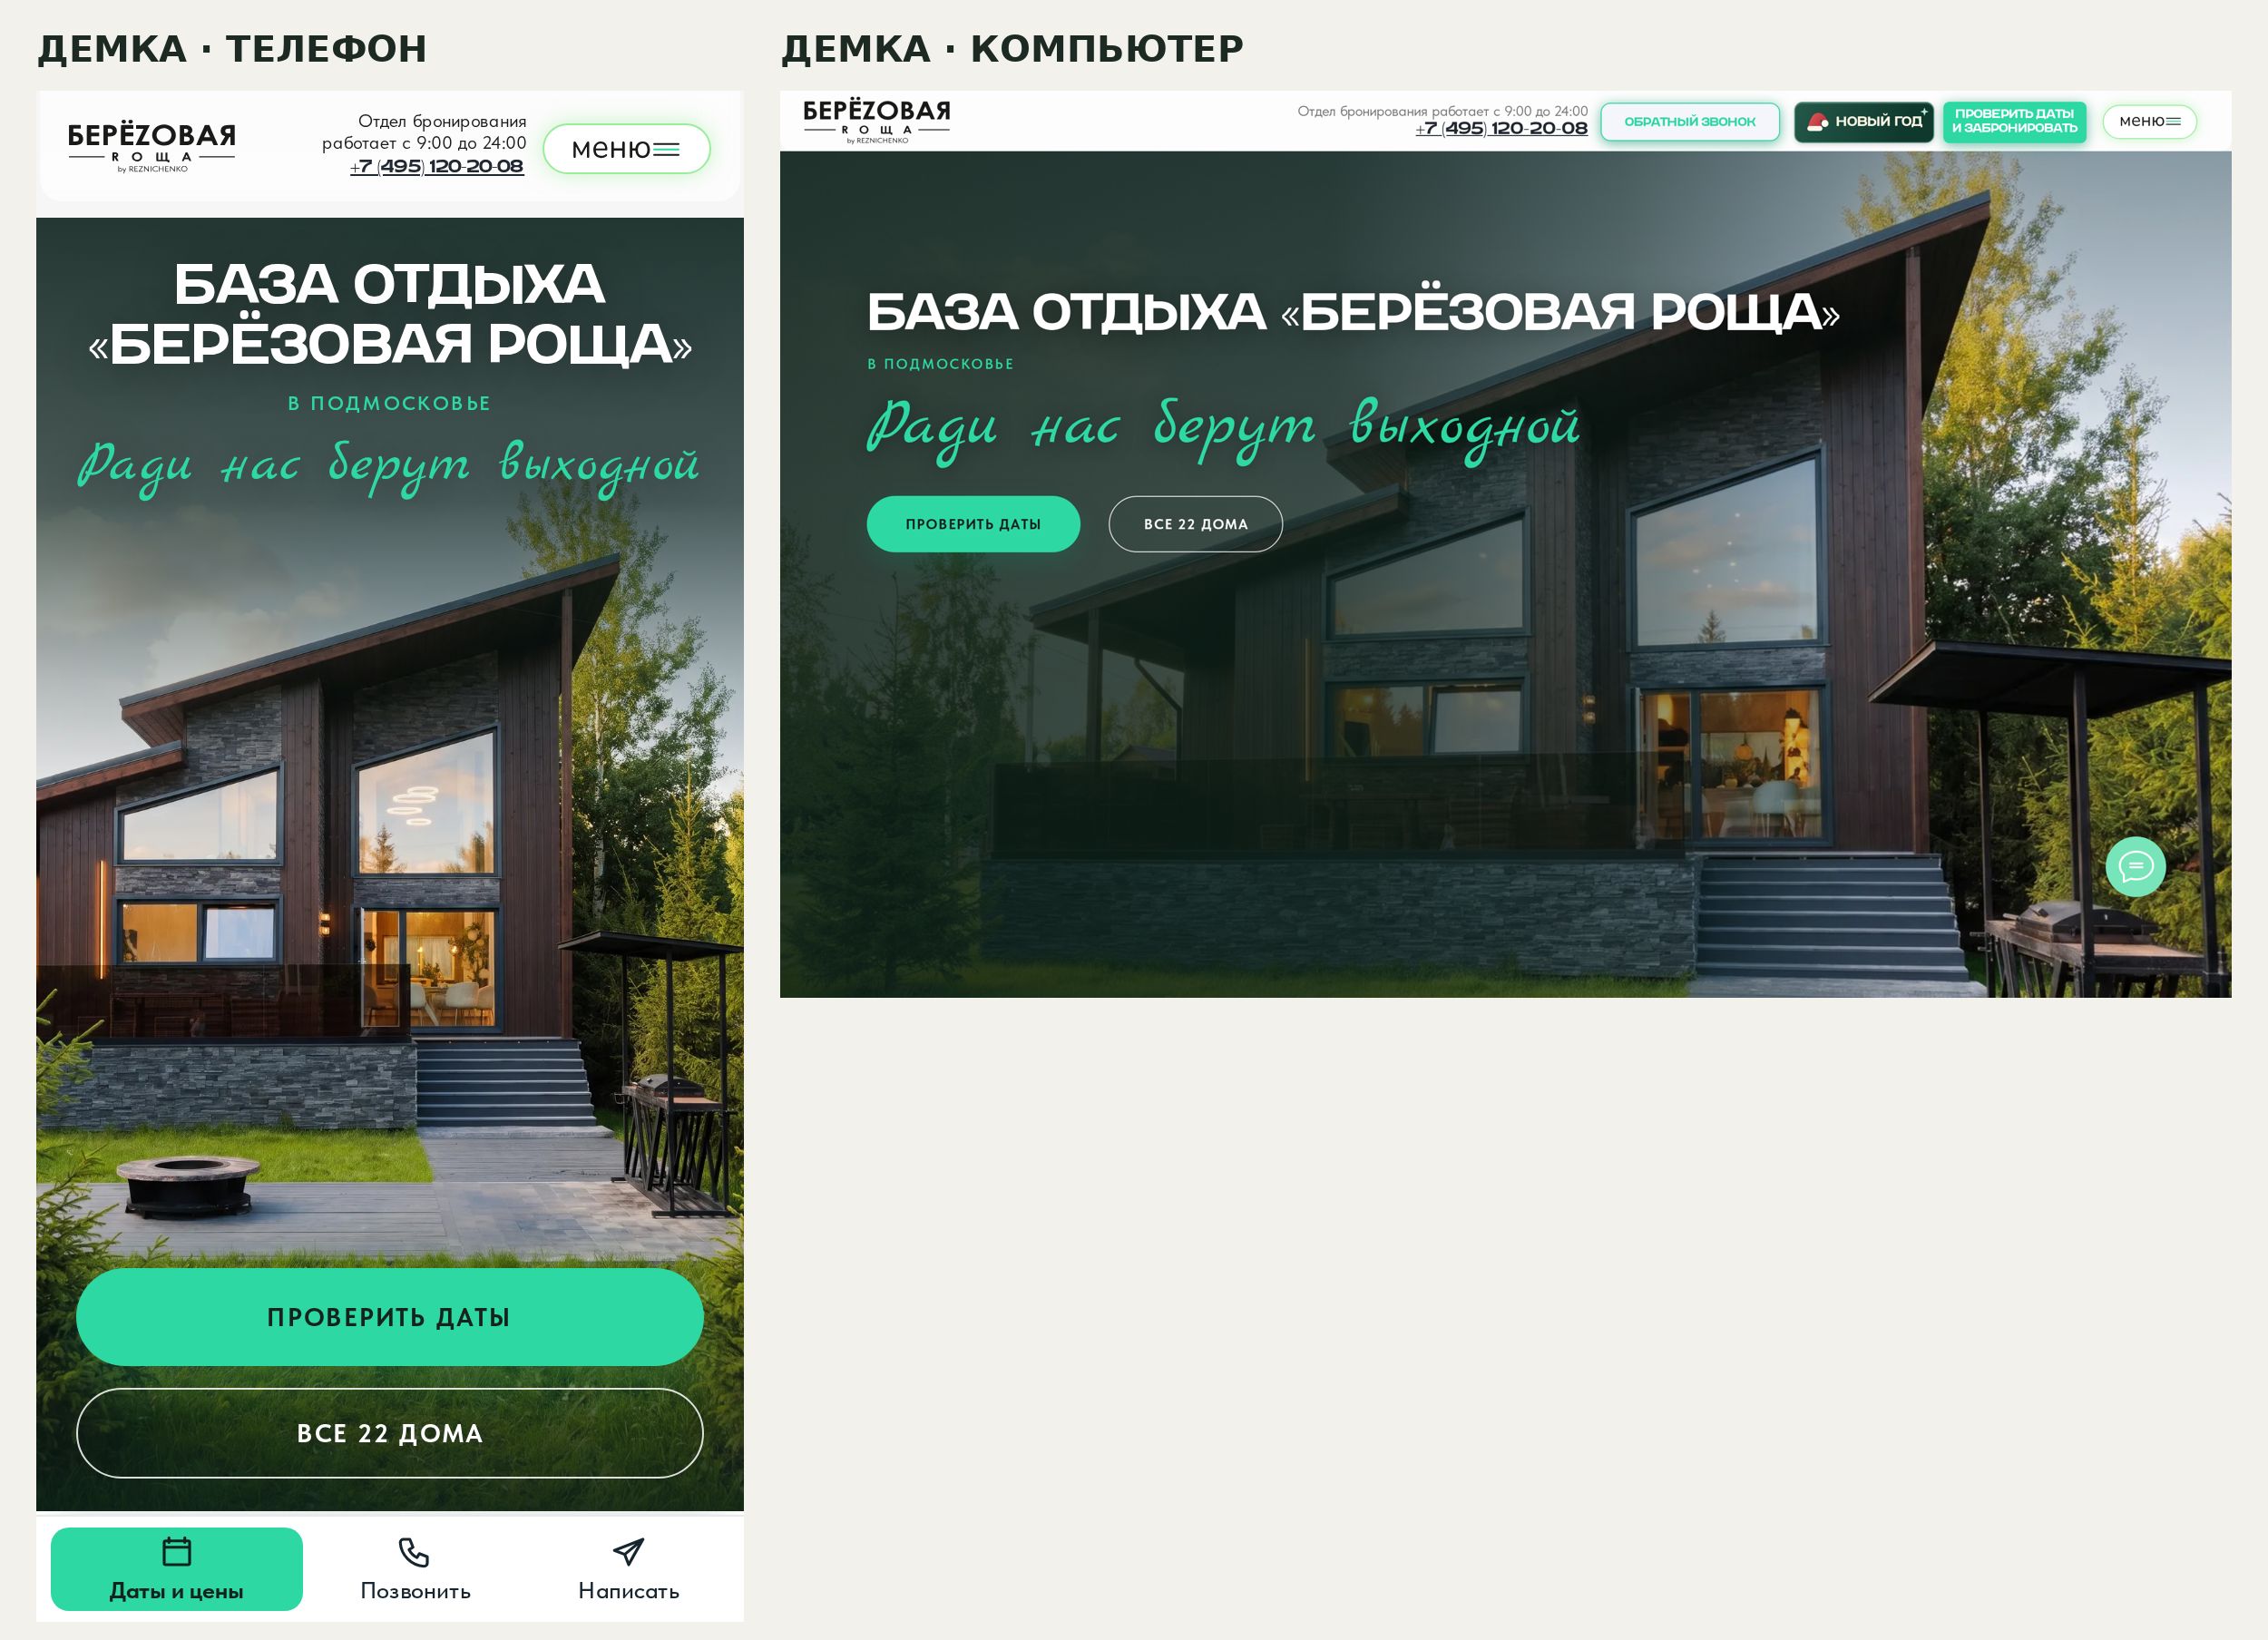 ДЕМКА · ТЕЛЕФОН
БЕРЁZОВАЯ
РОЩА
by REZNICHENKO
Отдел бронирования
работает с 9:00 до 24:00
+7 (495) 120-20-08
меню
БАЗА ОТДЫХА
«БЕРЁЗОВАЯ РОЩА»
В ПОДМОСКОВЬЕ
Ради нас берут выходной
ПРОВЕРИТЬ ДАТЫ
ВСЕ 22 ДОМА
Даты и цены
Позвонить
Написать
ДЕМКА · КОМПЬЮТЕР
БЕРЁZОВАЯ
РОЩА
by REZNICHENKO
Отдел бронирования работает с 9:00 до 24:00
+7 (495) 120-20-08
ОБРАТНЫЙ ЗВОНОК
НОВЫЙ ГОД
ПРОВЕРИТЬ ДАТЫ
И ЗАБРОНИРОВАТЬ
меню
БАЗА ОТДЫХА «БЕРЁЗОВАЯ РОЩА»
В ПОДМОСКОВЬЕ
Ради нас берут выходной
ПРОВЕРИТЬ ДАТЫ
ВСЕ 22 ДОМА